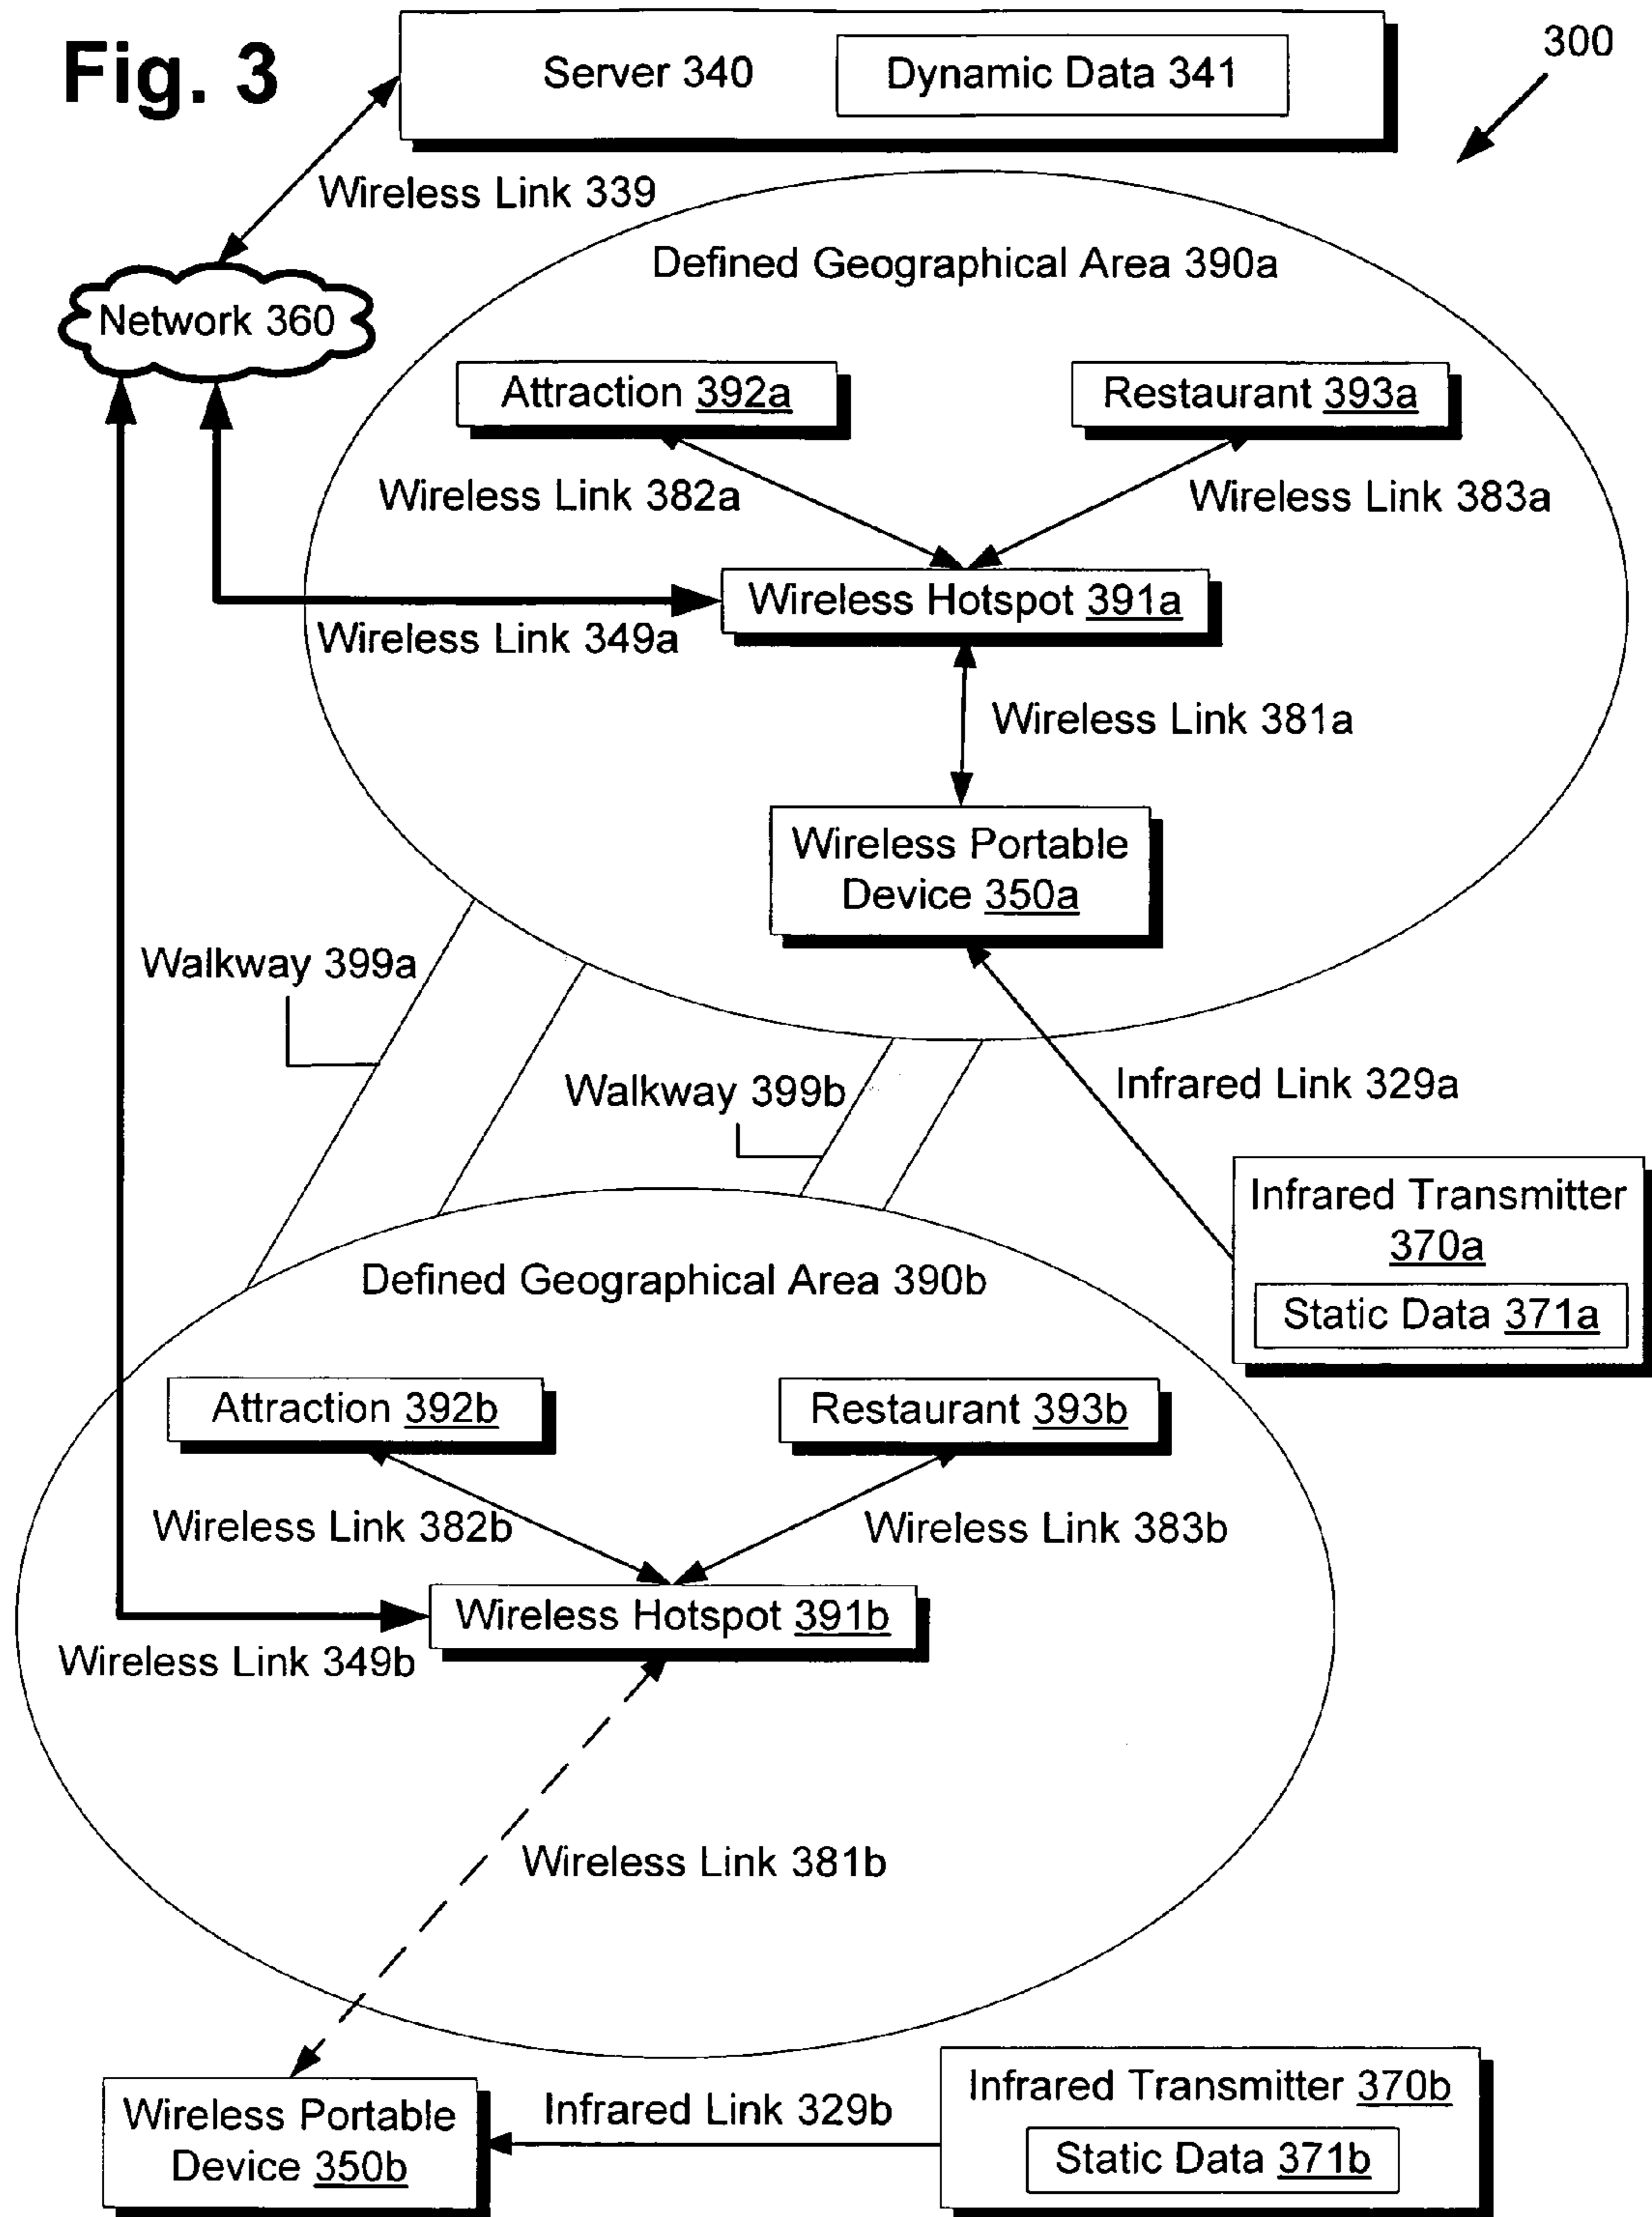 Fig. 3
Server 340
Dynamic Data 341
300
Wireless Link 339
Defined Geographical Area 390a
Network 360
Attraction 392a
Restaurant 393a
Wireless Link 382a
Wireless Link 383a
Wireless Hotspot 391a
Wireless Link 349a
Wireless Link 381a
Wireless Portable
Device 350a
Walkway 399a
Walkway 399b
Infrared Link 329a
Infrared Transmitter
370a
Static Data 371a
Defined Geographical Area 390b
Attraction 392b
Restaurant 393b
Wireless Link 382b
Wireless Link 383b
Wireless Hotspot 391b
Wireless Link 349b
Wireless Link 381b
Wireless Portable
Device 350b
Infrared Link 329b
Infrared Transmitter 370b
Static Data 371b